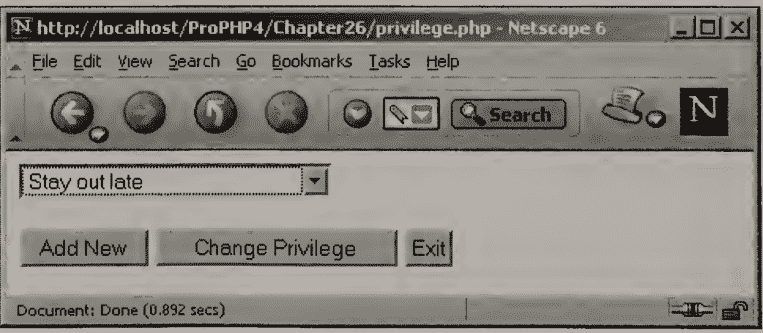 N http://localhost/ProPHP4/Chapter26/privilege.php - Netscape 6
File Edit View Search Go Bookmarks Tasks Help
Search N
Stay out late
Add New Change Privilege Exit
Document: Done (0.892 secs)